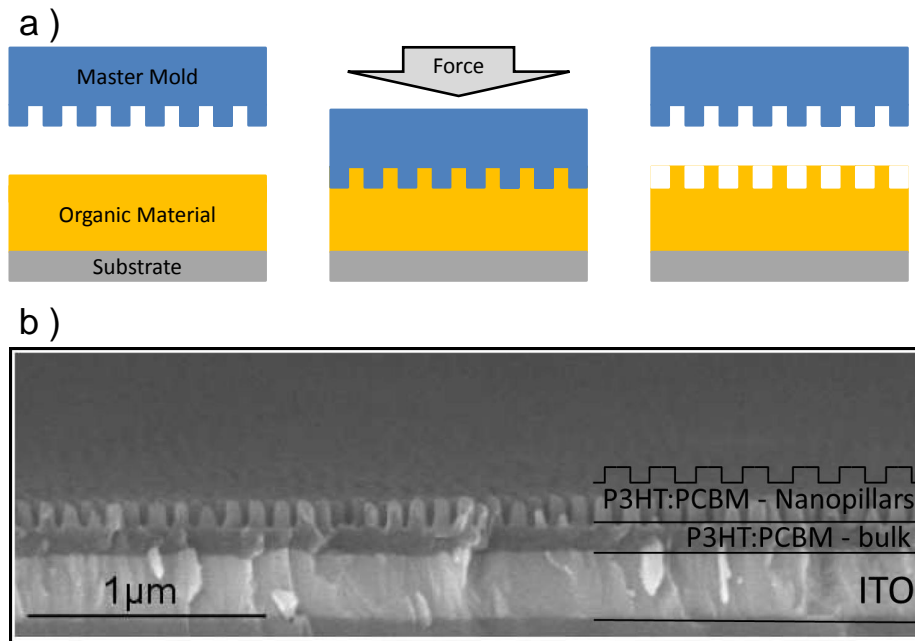 a )
Master Mold
Force
Organic Material
Substrate
b )
P3HT:PCBM - Nanopillars
P3HT:PCBM - bulk
ITO
1µm